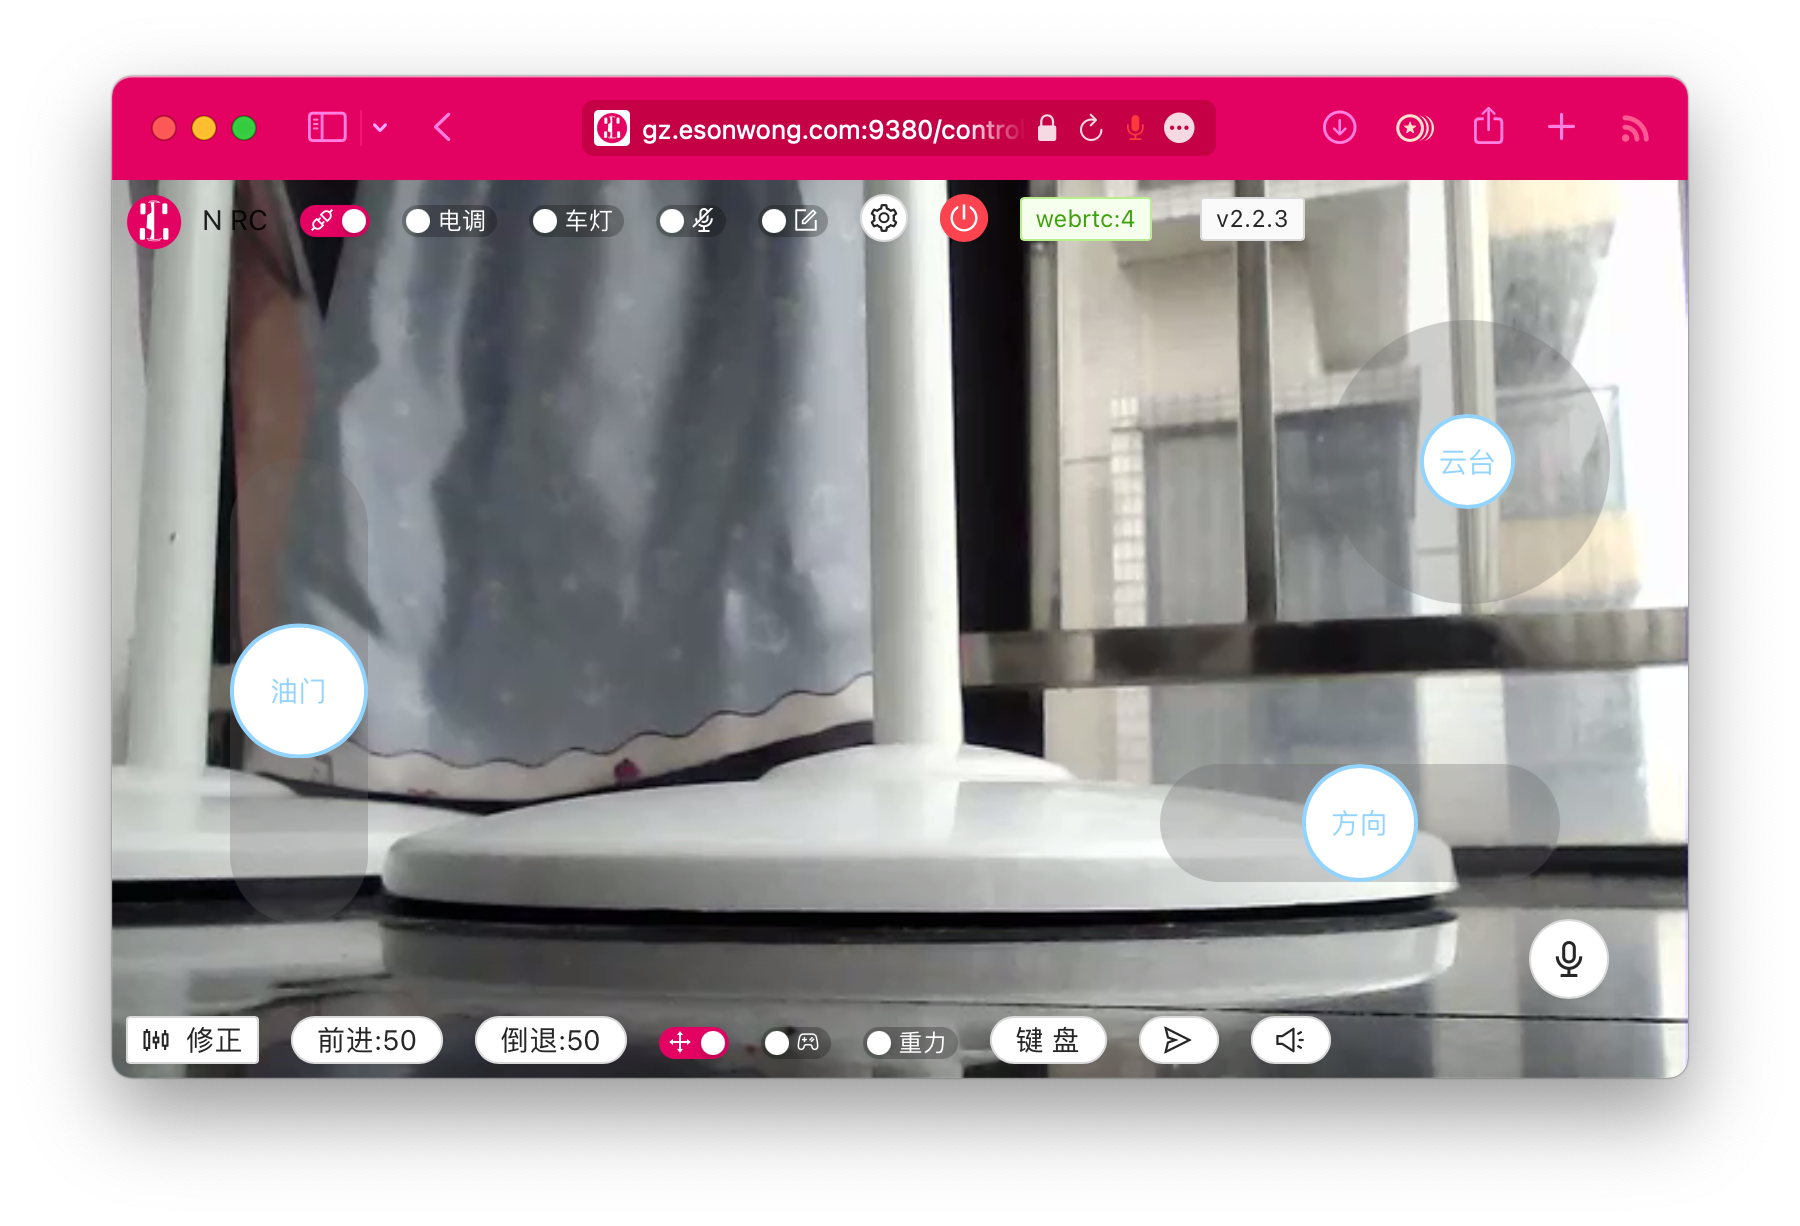 gz.esonwong.com:9380/contro
N RC
电调
车灯
webrtc:4
v2.2.3
云台
油门
方向
修正
前进:50
倒退:50
重力
键 盘